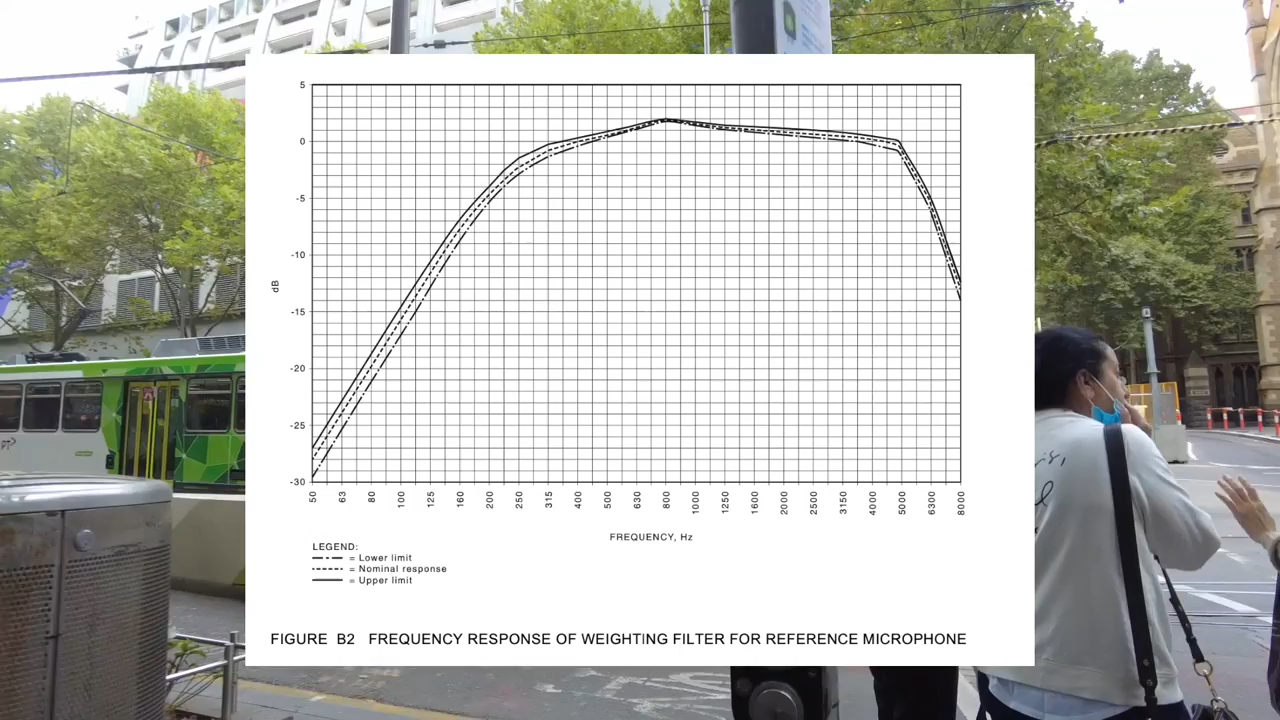 5
0
-5
-10
-15
-20
-25
-30
dB
50 63 80 100 125 160 200 250 315 400 500 630 800 1000 1250 1600 2000 2500 3150 4000 5000 6300 8000
FREQUENCY, Hz
LEGEND:
= Lower limit
= Nominal response
= Upper limit
FIGURE B2 FREQUENCY RESPONSE OF WEIGHTING FILTER FOR REFERENCE MICROPHONE